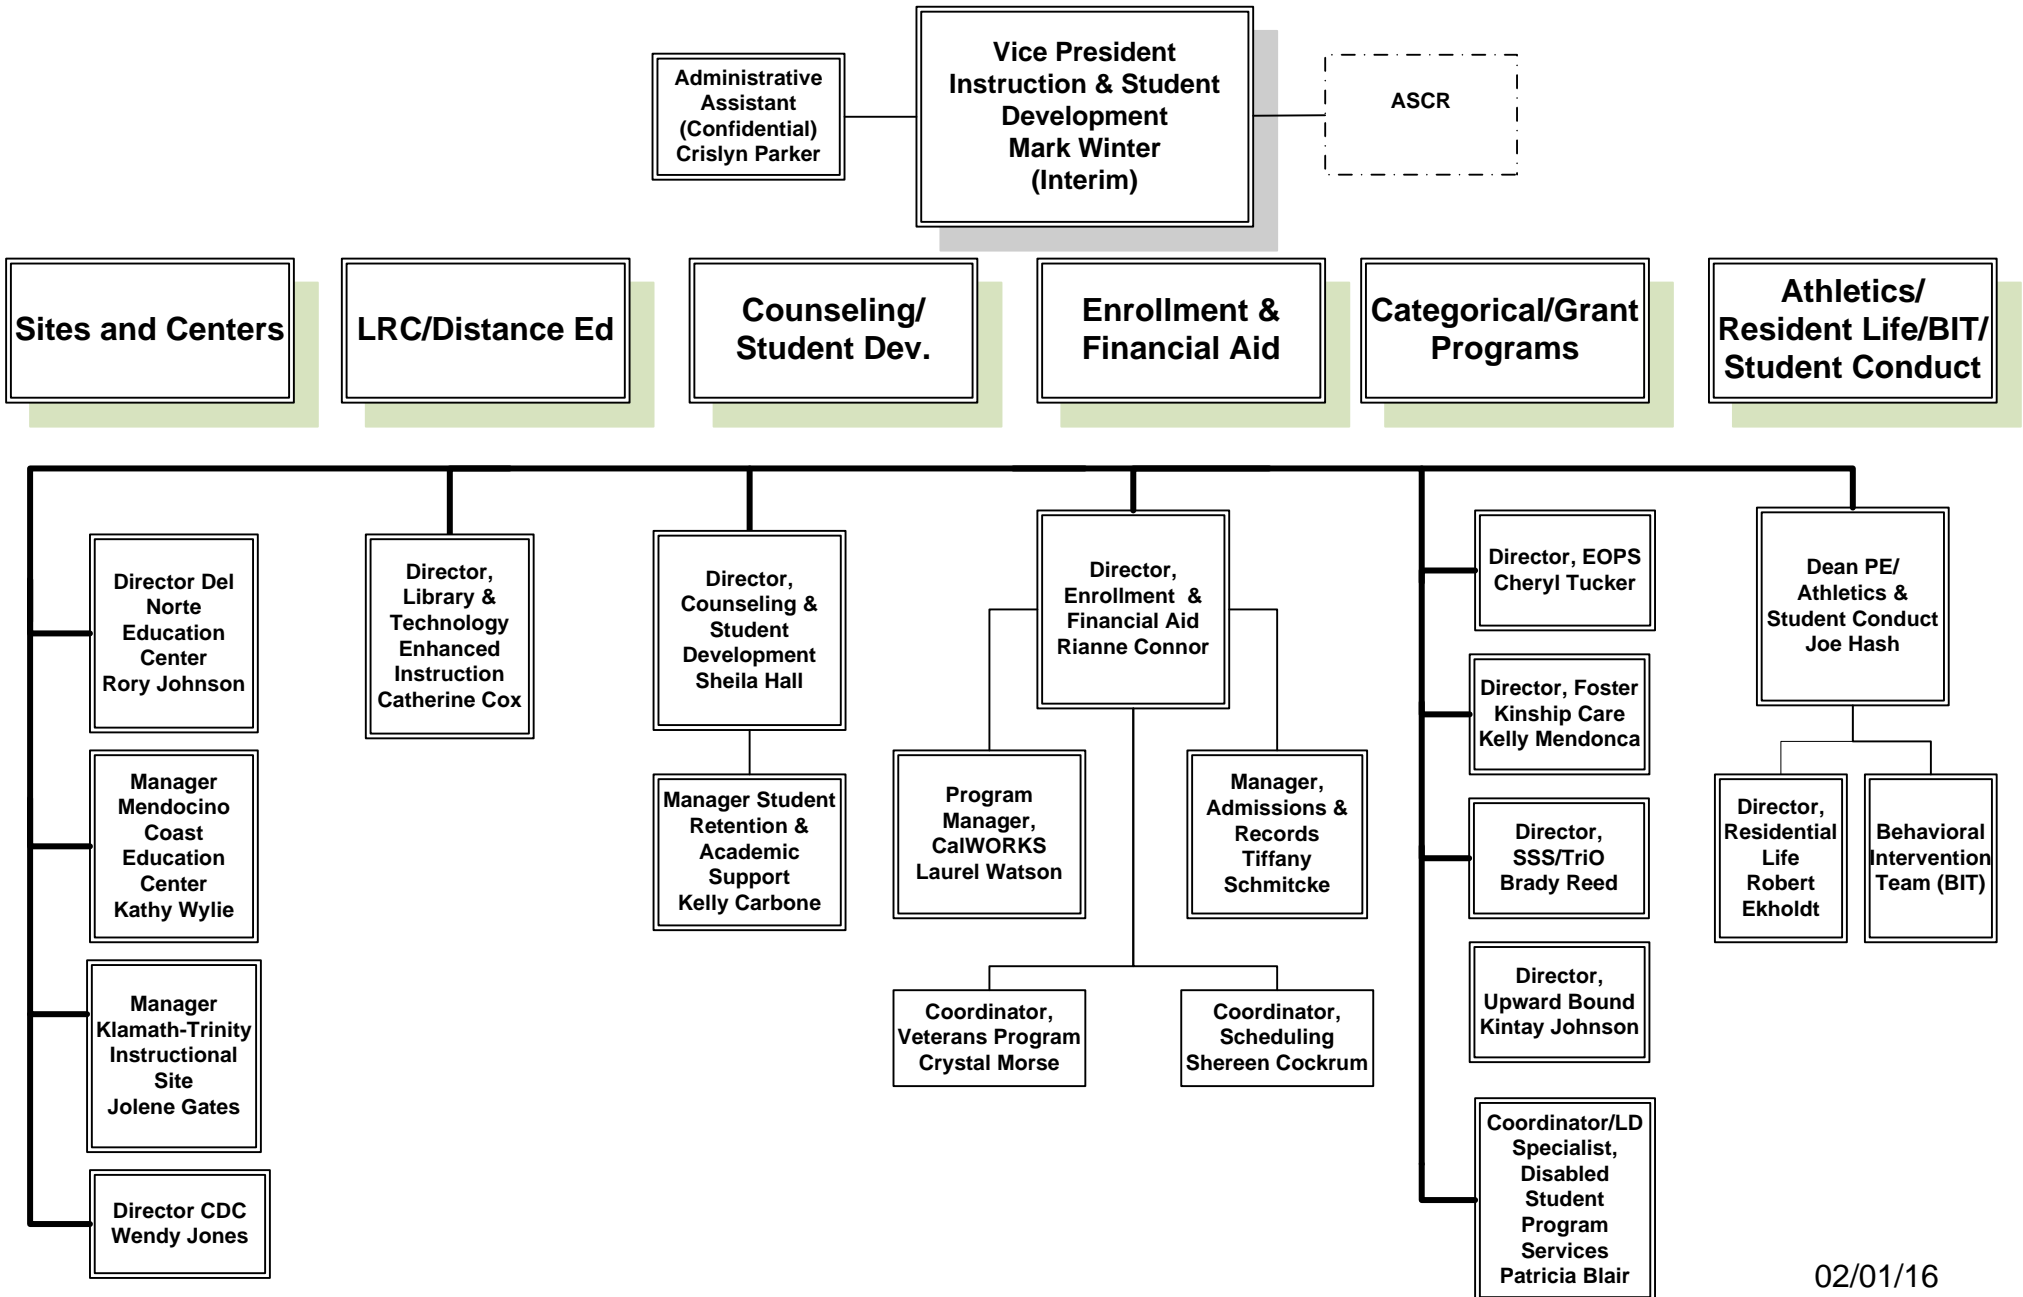 Administrative
Assistant
(Confidential)
Crislyn Parker
Vice President
Instruction & Student
Development
Mark Winter
(Interim)
ASCR
Sites and Centers
LRC/Distance Ed
Counseling/
Student Dev.
Enrollment &
Financial Aid
Categorical/Grant
Programs
Athletics/
Resident Life/BIT/
Student Conduct
Director Del
Norte
Education
Center
Rory Johnson
Manager
Mendocino
Coast
Education
Center
Kathy Wylie
Manager
Klamath-Trinity
Instructional
Site
Jolene Gates
Director CDC
Wendy Jones
Director,
Library &
Technology
Enhanced
Instruction
Catherine Cox
Director,
Counseling &
Student
Development
Sheila Hall
Manager Student
Retention &
Academic
Support
Kelly Carbone
Director,
Enrollment &
Financial Aid
Rianne Connor
Program
Manager,
CalWORKS
Laurel Watson
Manager,
Admissions &
Records
Tiffany
Schmitcke
Coordinator,
Veterans Program
Crystal Morse
Coordinator,
Scheduling
Shereen Cockrum
Director, EOPS
Cheryl Tucker
Director, Foster
Kinship Care
Kelly Mendonca
Director,
SSS/TriO
Brady Reed
Director,
Upward Bound
Kintay Johnson
Coordinator/LD
Specialist,
Disabled
Student
Program
Services
Patricia Blair
Dean PE/
Athletics &
Student Conduct
Joe Hash
Director,
Residential
Life
Robert
Ekholdt
Behavioral
Intervention
Team (BIT)
02/01/16